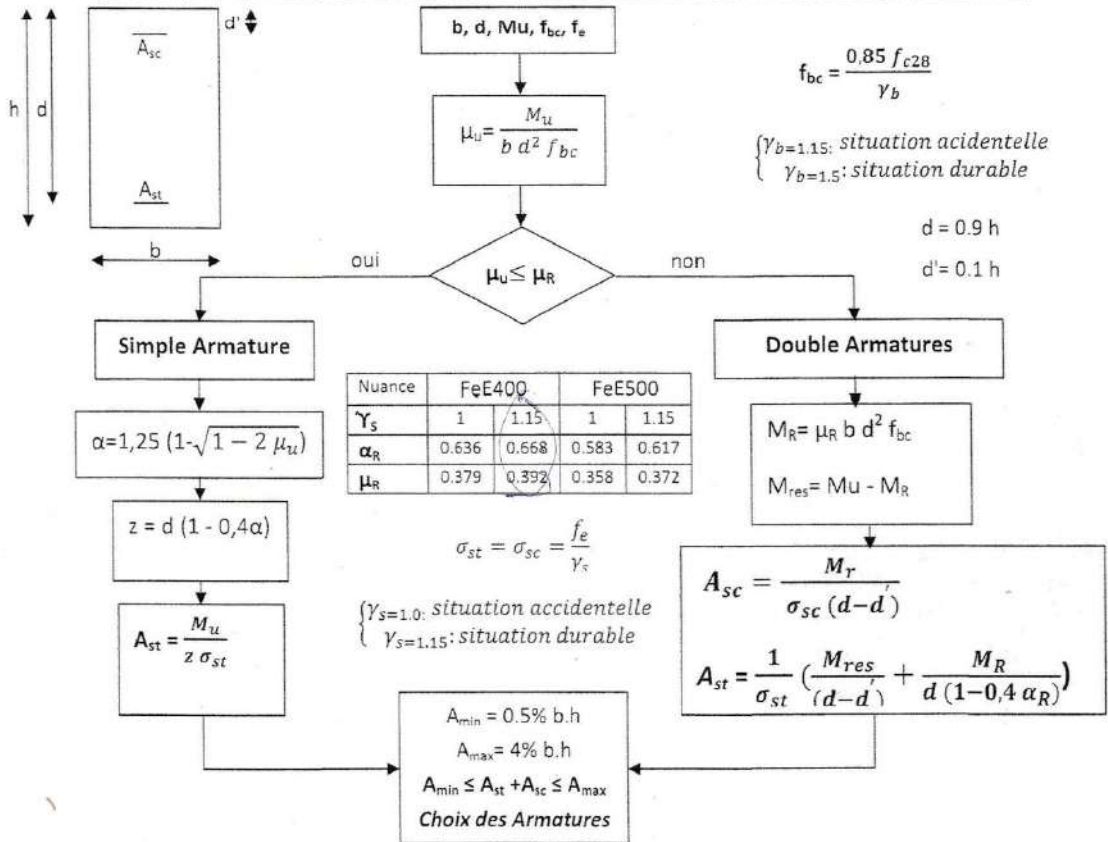 h
d
d'
A_sc
A_st
b
b, d, Mu, f_bc, f_e
μ_u = M_u / (b d² f_bc)
f_bc = 0,85 f_c28 / γ_b
{ γ_b=1.15: situation acidentelle
γ_b=1.5: situation durable
d = 0.9 h
d'= 0.1 h
oui
μ_u ≤ μ_R
non
Simple Armature
Double Armatures
α=1,25 (1-√(1 − 2 μ_u))
z = d (1 - 0,4α)
A_st = M_u / (z σ_st)
Nuance FeE400 FeE500
γ_s 1 1.15 1 1.15
α_R 0.636 0.668 0.583 0.617
μ_R 0.379 0.392 0.358 0.372
σ_st = σ_sc = f_e / γ_s
{ γ_s=1.0: situation accidentelle
γ_s=1.15: situation durable
M_R= μ_R b d² f_bc
M_res= Mu - M_R
A_sc = M_r / (σ_sc (d−d'))
A_st = 1/σ_st (M_res / (d−d') + M_R / (d (1−0,4 α_R)))
A_min = 0.5% b.h
A_max= 4% b.h
A_min ≤ A_st +A_sc ≤ A_max
Choix des Armatures